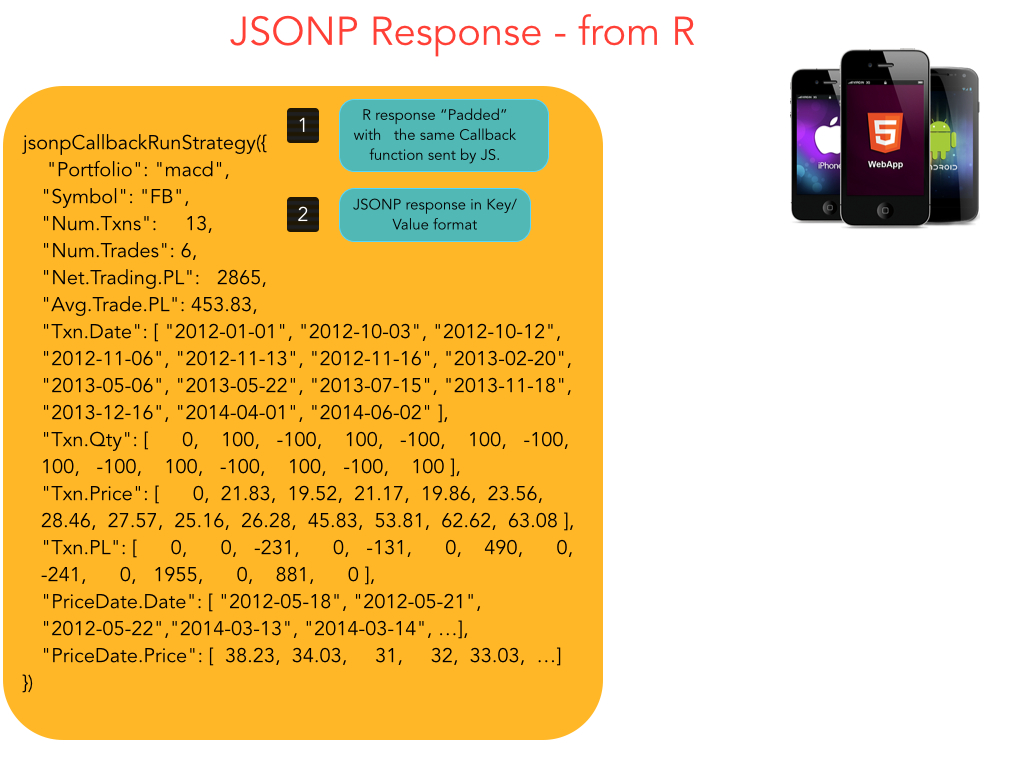 JSONP Response - from R
1
R response “Padded”
with   the same Callback
function sent by JS.
2
JSONP response in Key/
Value format
jsonpCallbackRunStrategy({
"Portfolio": "macd",
"Symbol": "FB",
"Num.Txns":     13,
"Num.Trades": 6,
"Net.Trading.PL":   2865,
"Avg.Trade.PL": 453.83,
"Txn.Date": [ "2012-01-01", "2012-10-03", "2012-10-12",
"2012-11-06", "2012-11-13", "2012-11-16", "2013-02-20",
"2013-05-06", "2013-05-22", "2013-07-15", "2013-11-18",
"2013-12-16", "2014-04-01", "2014-06-02" ],
"Txn.Qty": [      0,     100,   -100,     100,   -100,     100,   -100,
100,   -100,     100,   -100,     100,   -100,     100 ],
"Txn.Price": [      0,  21.83,  19.52,  21.17,  19.86,  23.56,
28.46,  27.57,  25.16,  26.28,  45.83,  53.81,  62.62,  63.08 ],
"Txn.PL": [      0,      0,   -231,      0,   -131,      0,    490,      0,
-241,      0,   1955,      0,    881,      0 ],
"PriceDate.Date": [ "2012-05-18", "2012-05-21",
"2012-05-22","2014-03-13", "2014-03-14", …],
"PriceDate.Price": [  38.23,  34.03,     31,     32,  33.03,  …]
})
iPhone
5
WebApp